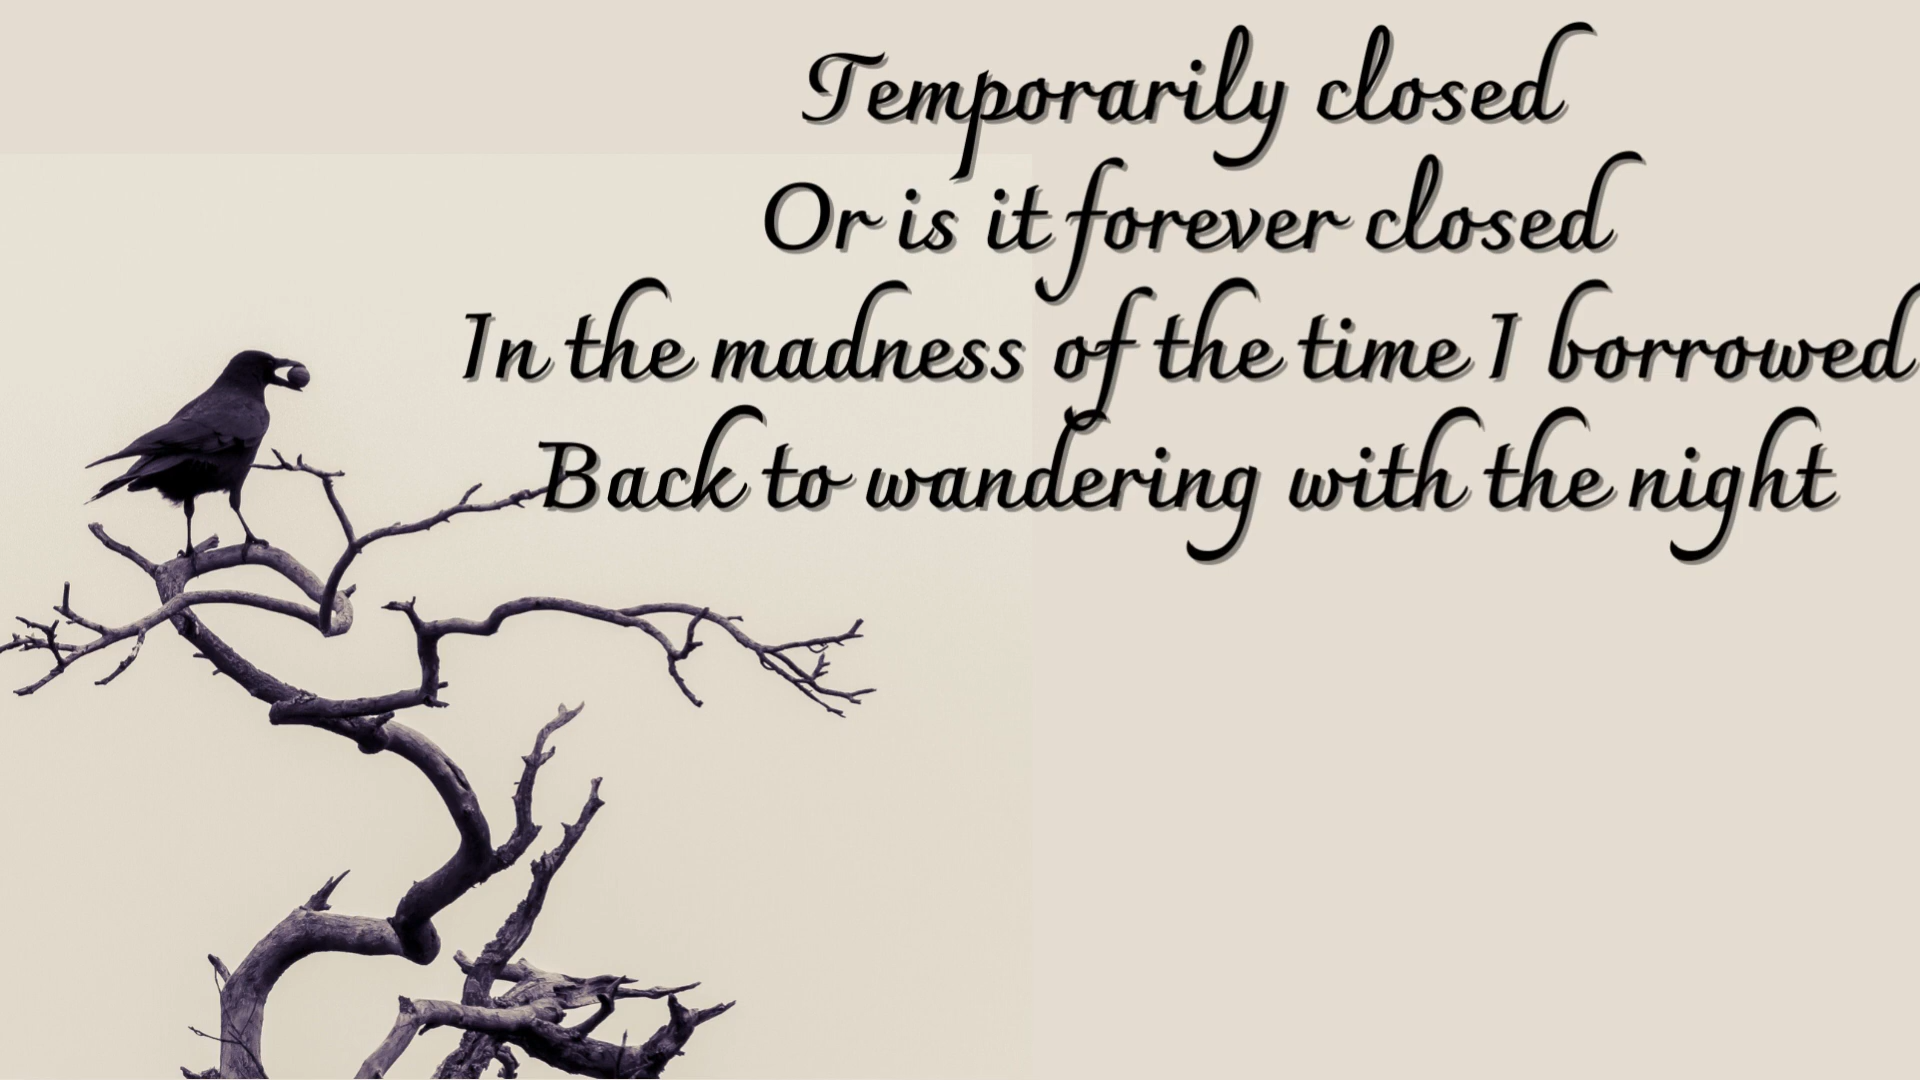 Temporarily closed
Or is it forever closed
In the madness of the time I borrowed
Back to wandering with the night